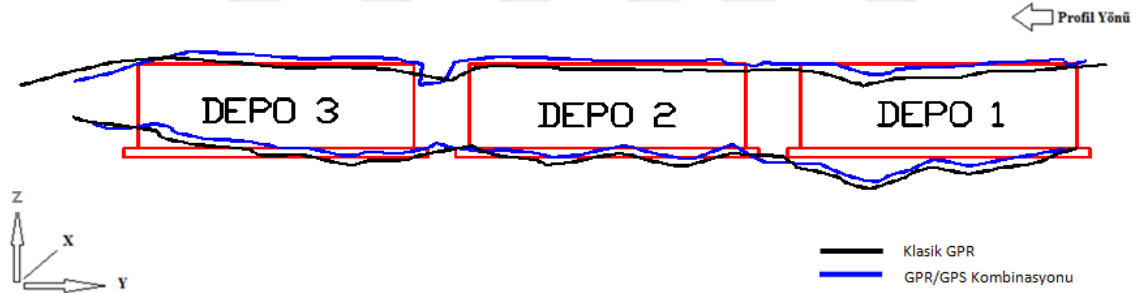 Profil Yönü
DEPO 3
DEPO 2
DEPO 1
Z
X
Y
Klasik GPR
GPR/GPS Kombinasyonu